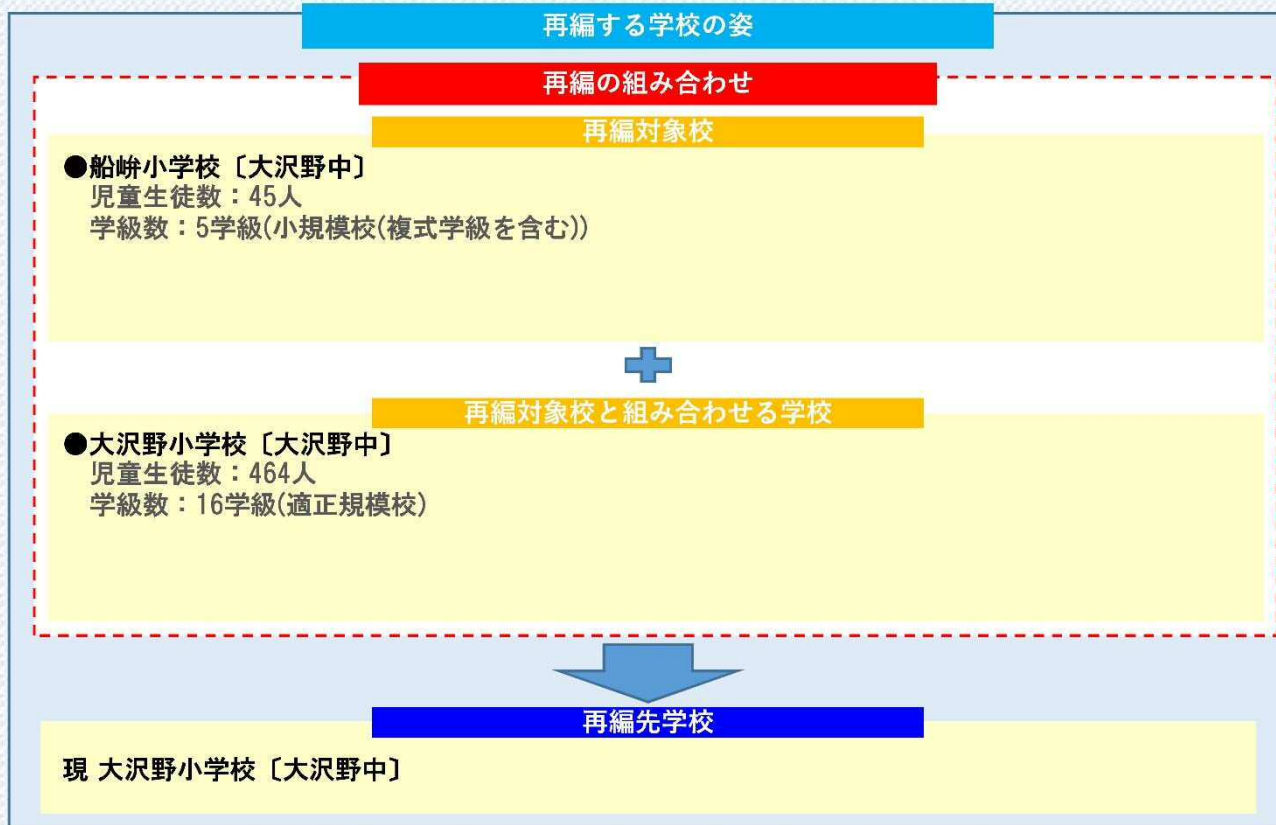 再編する学校の姿
再編の組み合わせ
再編対象校
●船峅小学校〔大沢野中〕
児童生徒数：45人
学級数：5学級(小規模校(複式学級を含む))
再編対象校と組み合わせる学校
●大沢野小学校〔大沢野中〕
児童生徒数：464人
学級数：16学級(適正規模校)
再編先学校
現 大沢野小学校〔大沢野中〕